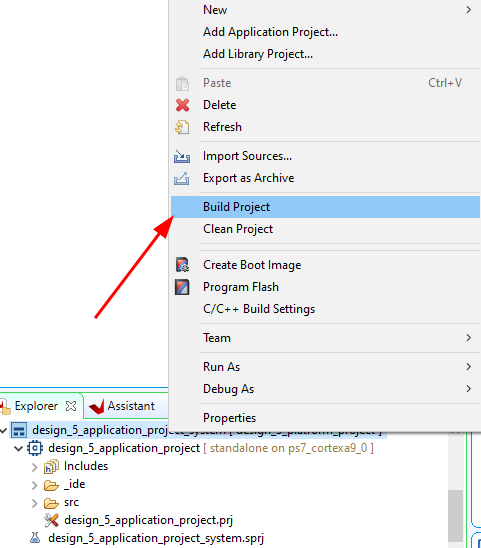 New
Add Application Project...
Add Library Project...
Paste Ctrl+V
Delete
Refresh
Import Sources...
Export as Archive
Build Project
Clean Project
Create Boot Image
Program Flash
C/C++ Build Settings
Team
Run As
Debug As
Properties
Explorer Assistant
design_5_application_project_system [ design_5_platform_project ]
design_5_application_project [ standalone on ps7_cortexa9_0 ]
Includes
_ide
src
design_5_application_project.prj
design_5_application_project_system.sprj